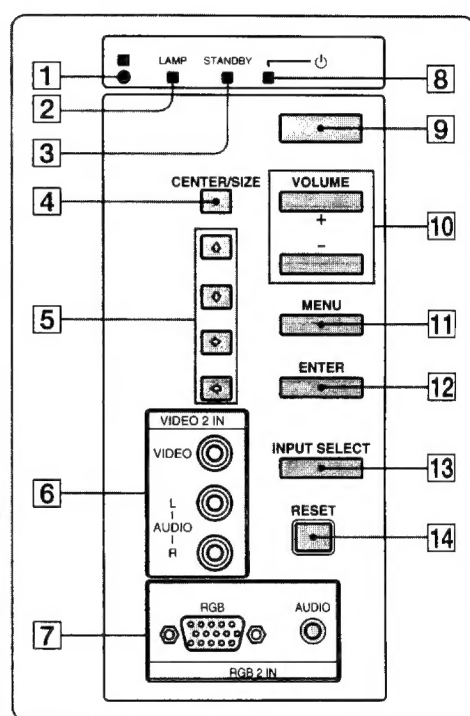 1
LAMP
STANDBY
8
2
3
9
CENTER/SIZE
VOLUME
4
+
10
−
5
MENU
11
ENTER
12
VIDEO 2 IN
VIDEO
INPUT SELECT
13
6
L
AUDIO
R
RESET
14
7
RGB
AUDIO
RGB 2 IN